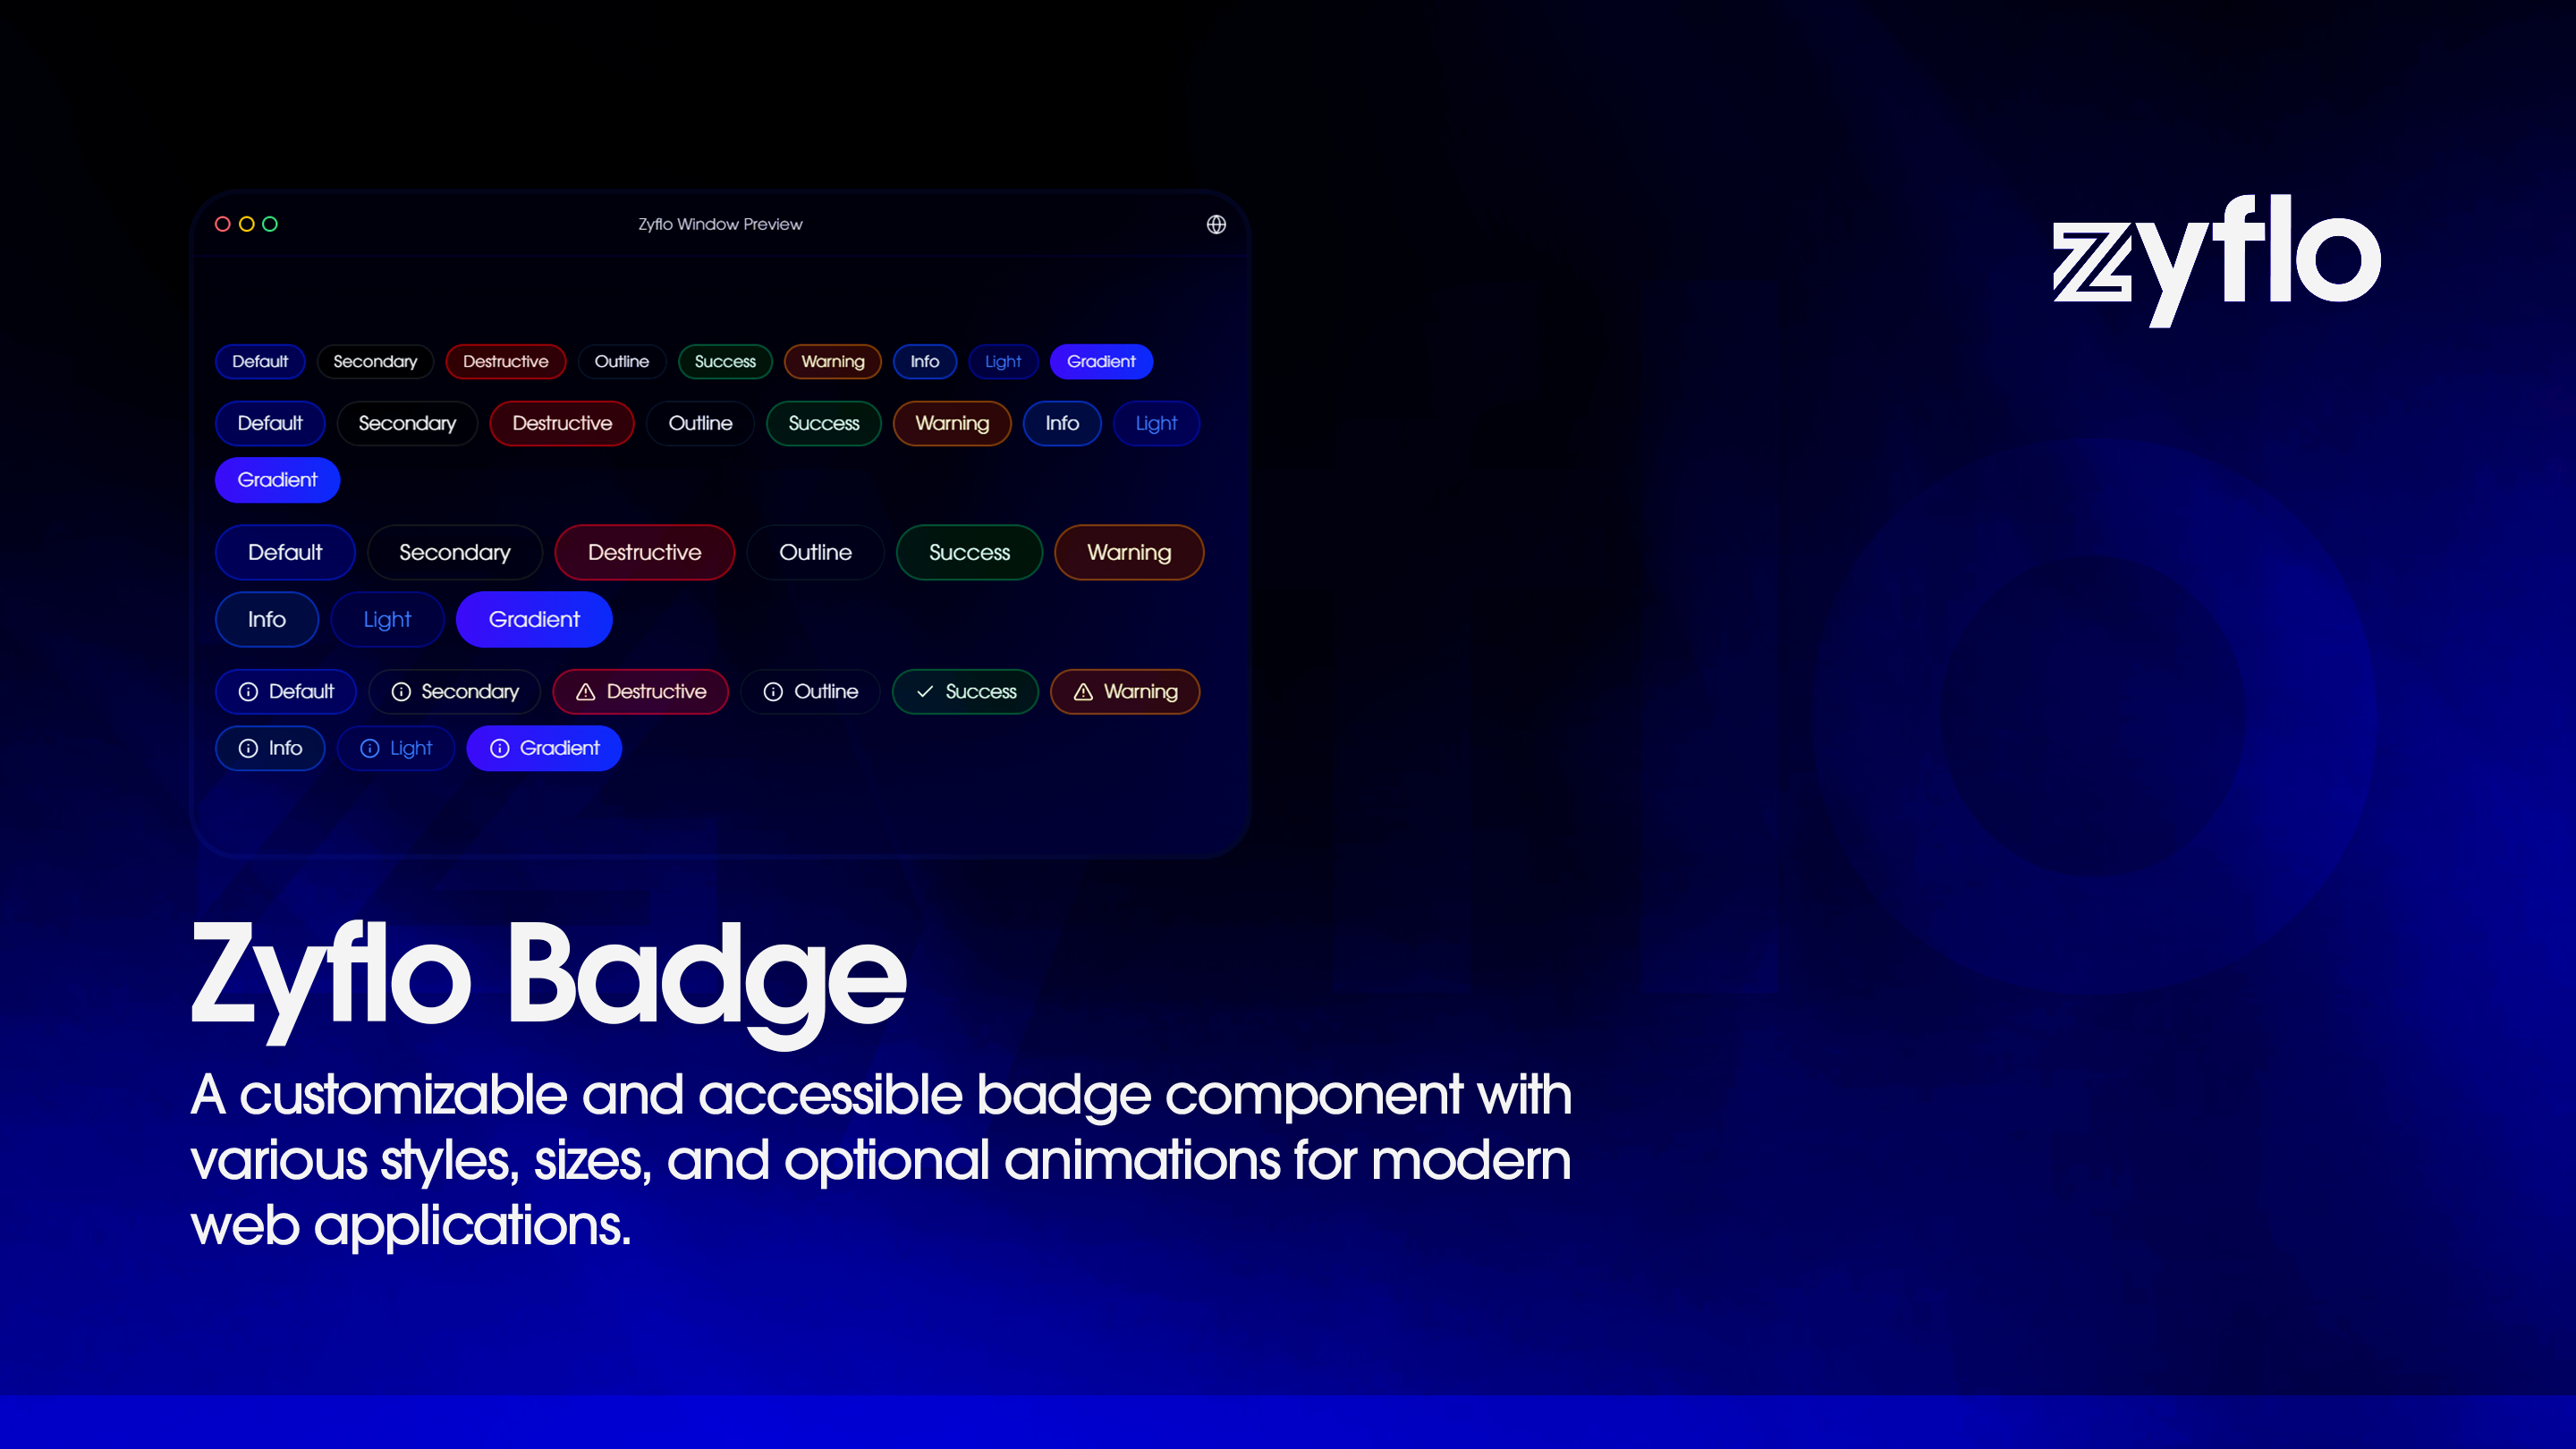 Zyflo Window Preview
zyflo
Default Secondary Destructive Outline Success Warning Info Light Gradient
Default Secondary Destructive Outline Success Warning Info Light
Gradient
Default Secondary Destructive Outline Success Warning
Info Light Gradient
Default Secondary Destructive Outline Success Warning
Info Light Gradient
Zyflo Badge
A customizable and accessible badge component with
various styles, sizes, and optional animations for modern
web applications.